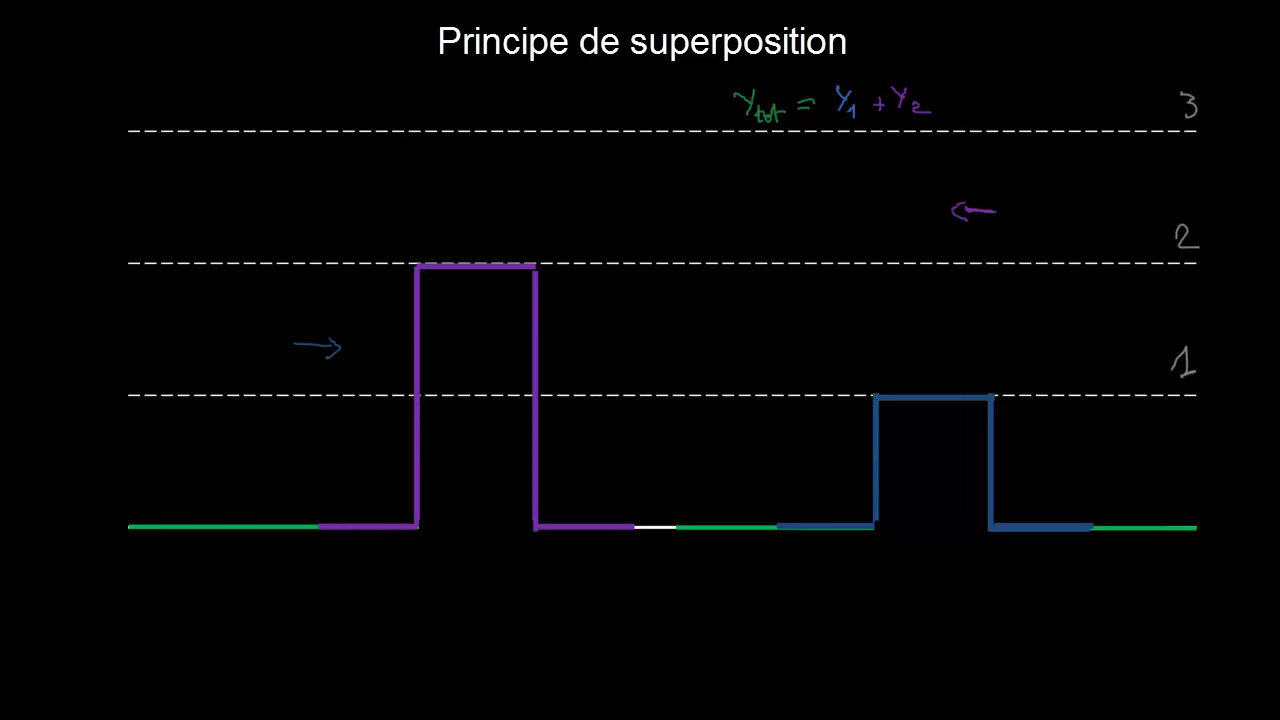 Principe de superposition
Ytot = Y1 + Y2
3
2
1